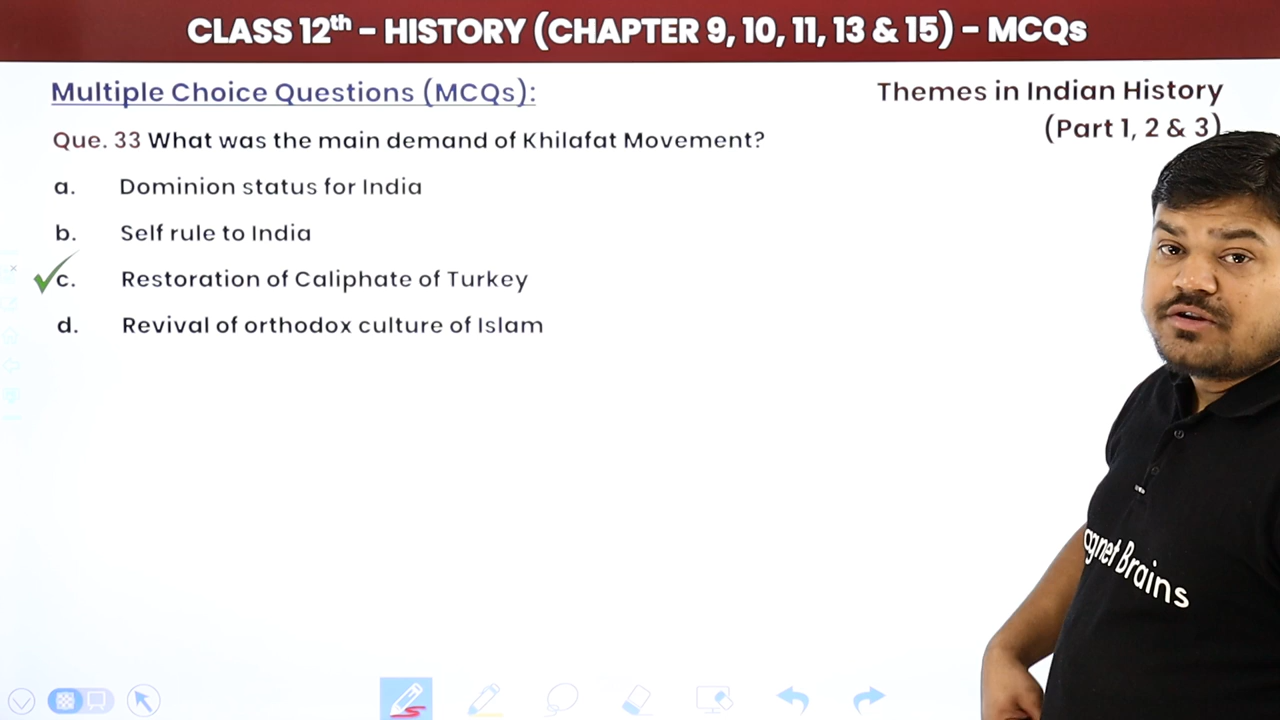 CLASS 12th – HISTORY (CHAPTER 9, 10, 11, 13 & 15) – MCQs
Multiple Choice Questions (MCQs):
Themes in Indian History
(Part 1, 2 & 3)
Que. 33 What was the main demand of Khilafat Movement?
a. Dominion status for India
b. Self rule to India
c. Restoration of Caliphate of Turkey
d. Revival of orthodox culture of Islam
agnet Brains